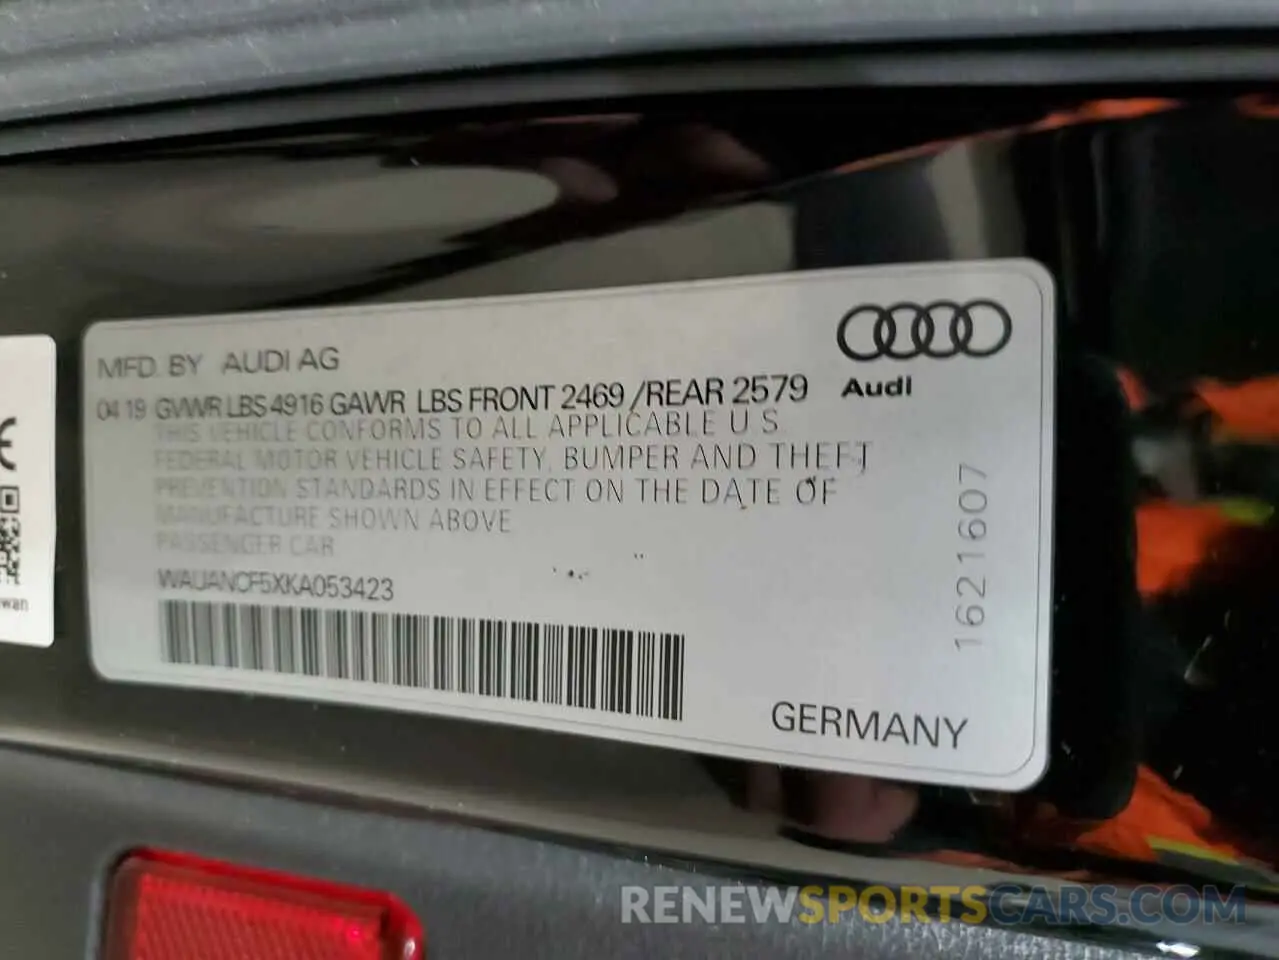 MFD. BY AUDI AG
04 19 GVWR LBS 4916 GAWR LBS FRONT 2469 /REAR 2579
THIS VEHICLE CONFORMS TO ALL APPLICABLE U S
FEDERAL MOTOR VEHICLE SAFETY, BUMPER AND THEFT
PREVENTION STANDARDS IN EFFECT ON THE DATE OF
MANUFACTURE SHOWN ABOVE
PASSENGER CAR
WAUANCF5XKA053423
Audi
1621607
GERMANY
RENEWSPORTSCARS.COM